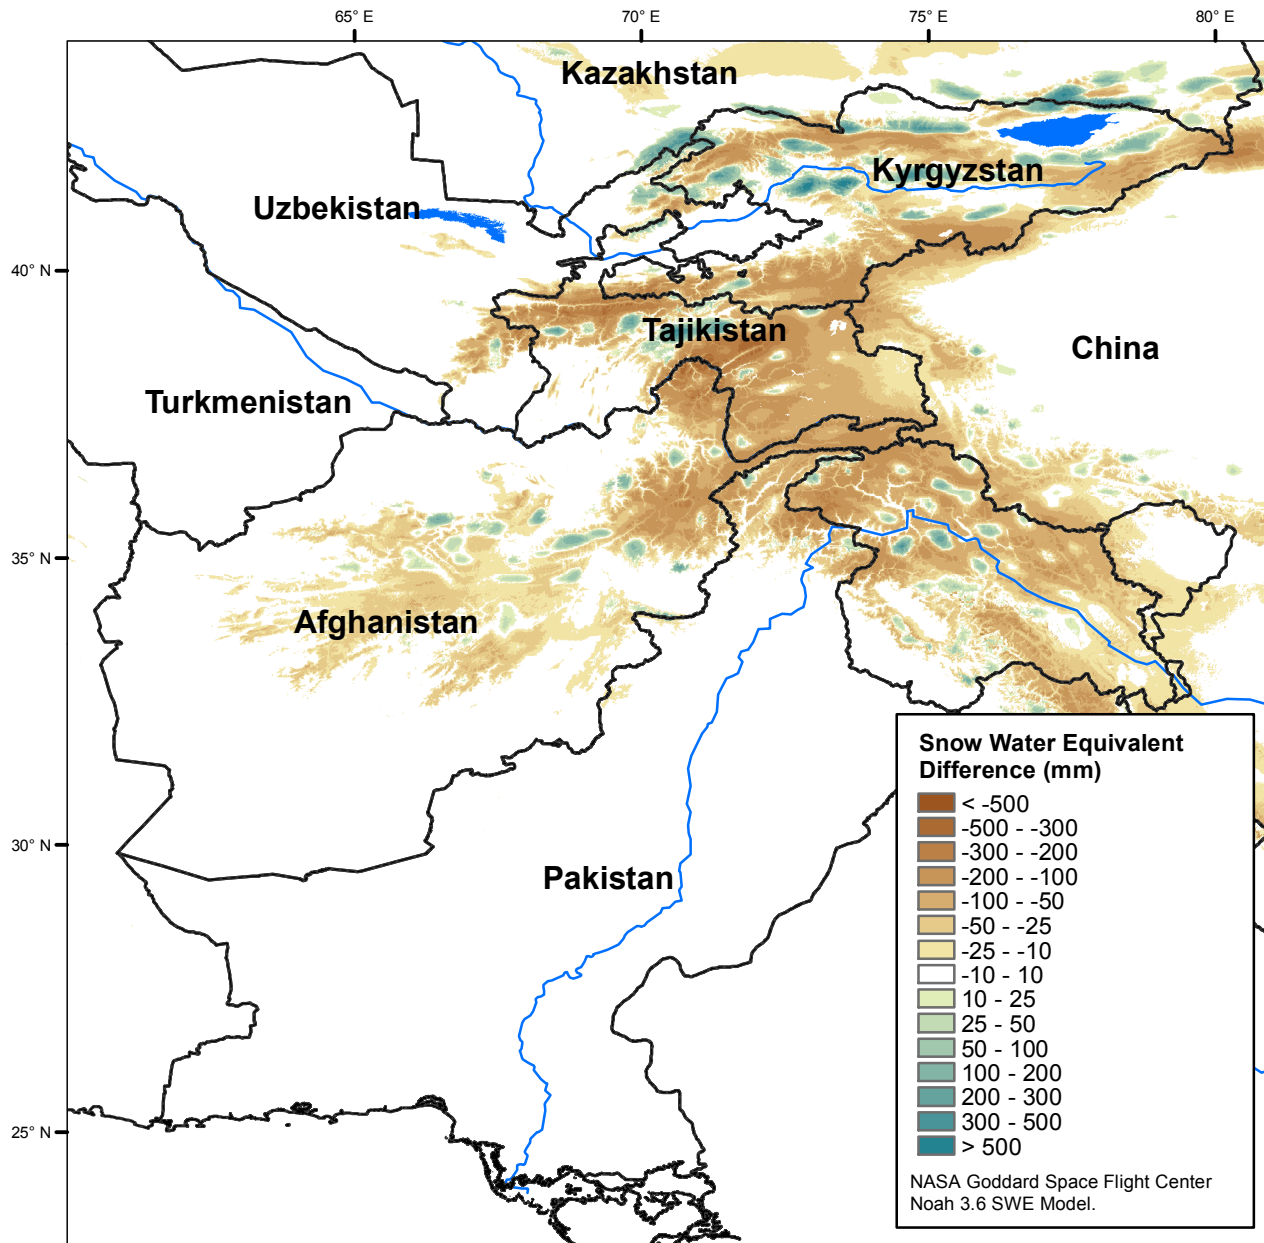 65° E
70° E
75° E
80° E
Kazakhstan
Kyrgyzstan
Uzbekistan
40° N
Tajikistan
China
Turkmenistan
35° N
Afghanistan
30° N
Pakistan
25° N
Snow Water Equivalent
Difference (mm)
< -500
-500 - -300
-300 - -200
-200 - -100
-100 - -50
-50 - -25
-25 - -10
-10 - 10
10 - 25
25 - 50
50 - 100
100 - 200
200 - 300
300 - 500
> 500
NASA Goddard Space Flight Center
Noah 3.6 SWE Model.